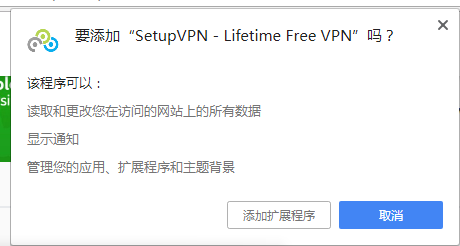 要添加“SetupVPN - Lifetime Free VPN”吗？
该程序可以：
读取和更改您在访问的网站上的所有数据
显示通知
管理您的应用、扩展程序和主题背景
添加扩展程序
取消